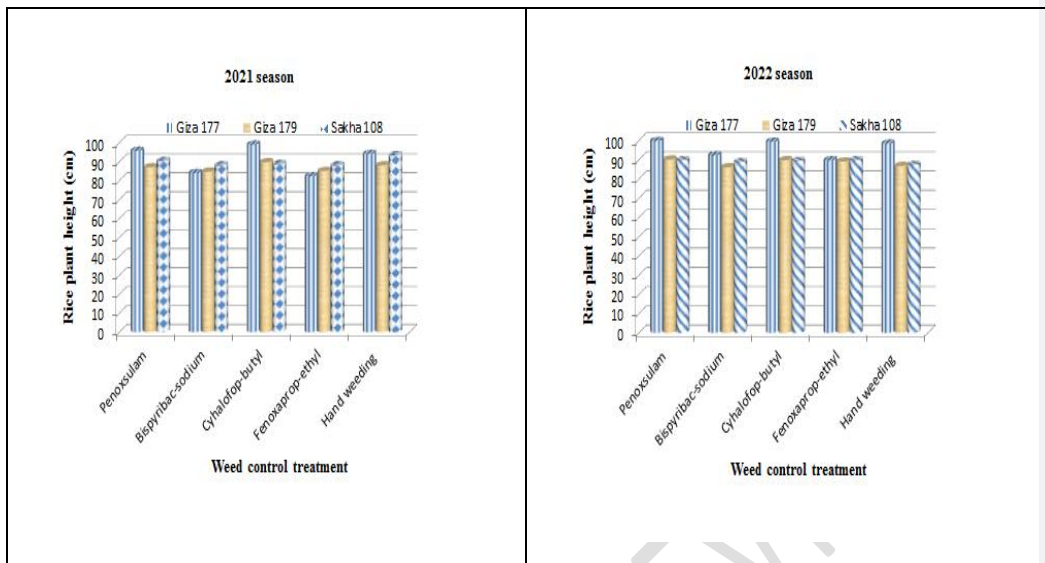 2021 season
Giza 177 Giza 179 Sakha 108
Rice plant height (cm)
100
90
80
70
60
50
40
30
20
10
0
Penoxsulam
Bispyribac-sodium
Cyhalofop-butyl
Fenoxaprop-ethyl
Hand weeding
Weed control treatment
2022 season
Giza 177 Giza 179 Sakha 108
Rice plant height (cm)
100
90
80
70
60
50
40
30
20
10
0
Penoxsulam
Bispyribac-sodium
Cyhalofop-butyl
Fenoxaprop-ethyl
Hand weeding
Weed control treatment